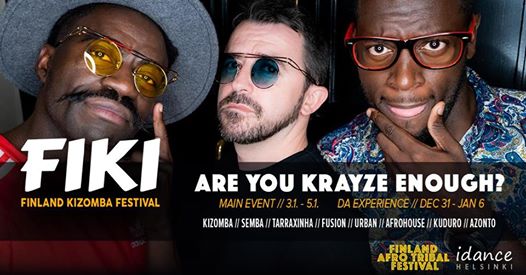 FIKI
FINLAND KIZOMBA FESTIVAL
ARE YOU KRAYZE ENOUGH?
MAIN EVENT // 3.1. - 5.1. DA EXPERIENCE // DEC 31 - JAN 6
KIZOMBA // SEMBA // TARRAXINHA // FUSION // URBAN // AFROHOUSE // KUDURO // AZONTO
FINLAND
AFRO TRIBAL
FESTIVAL
idance
HELSINKI